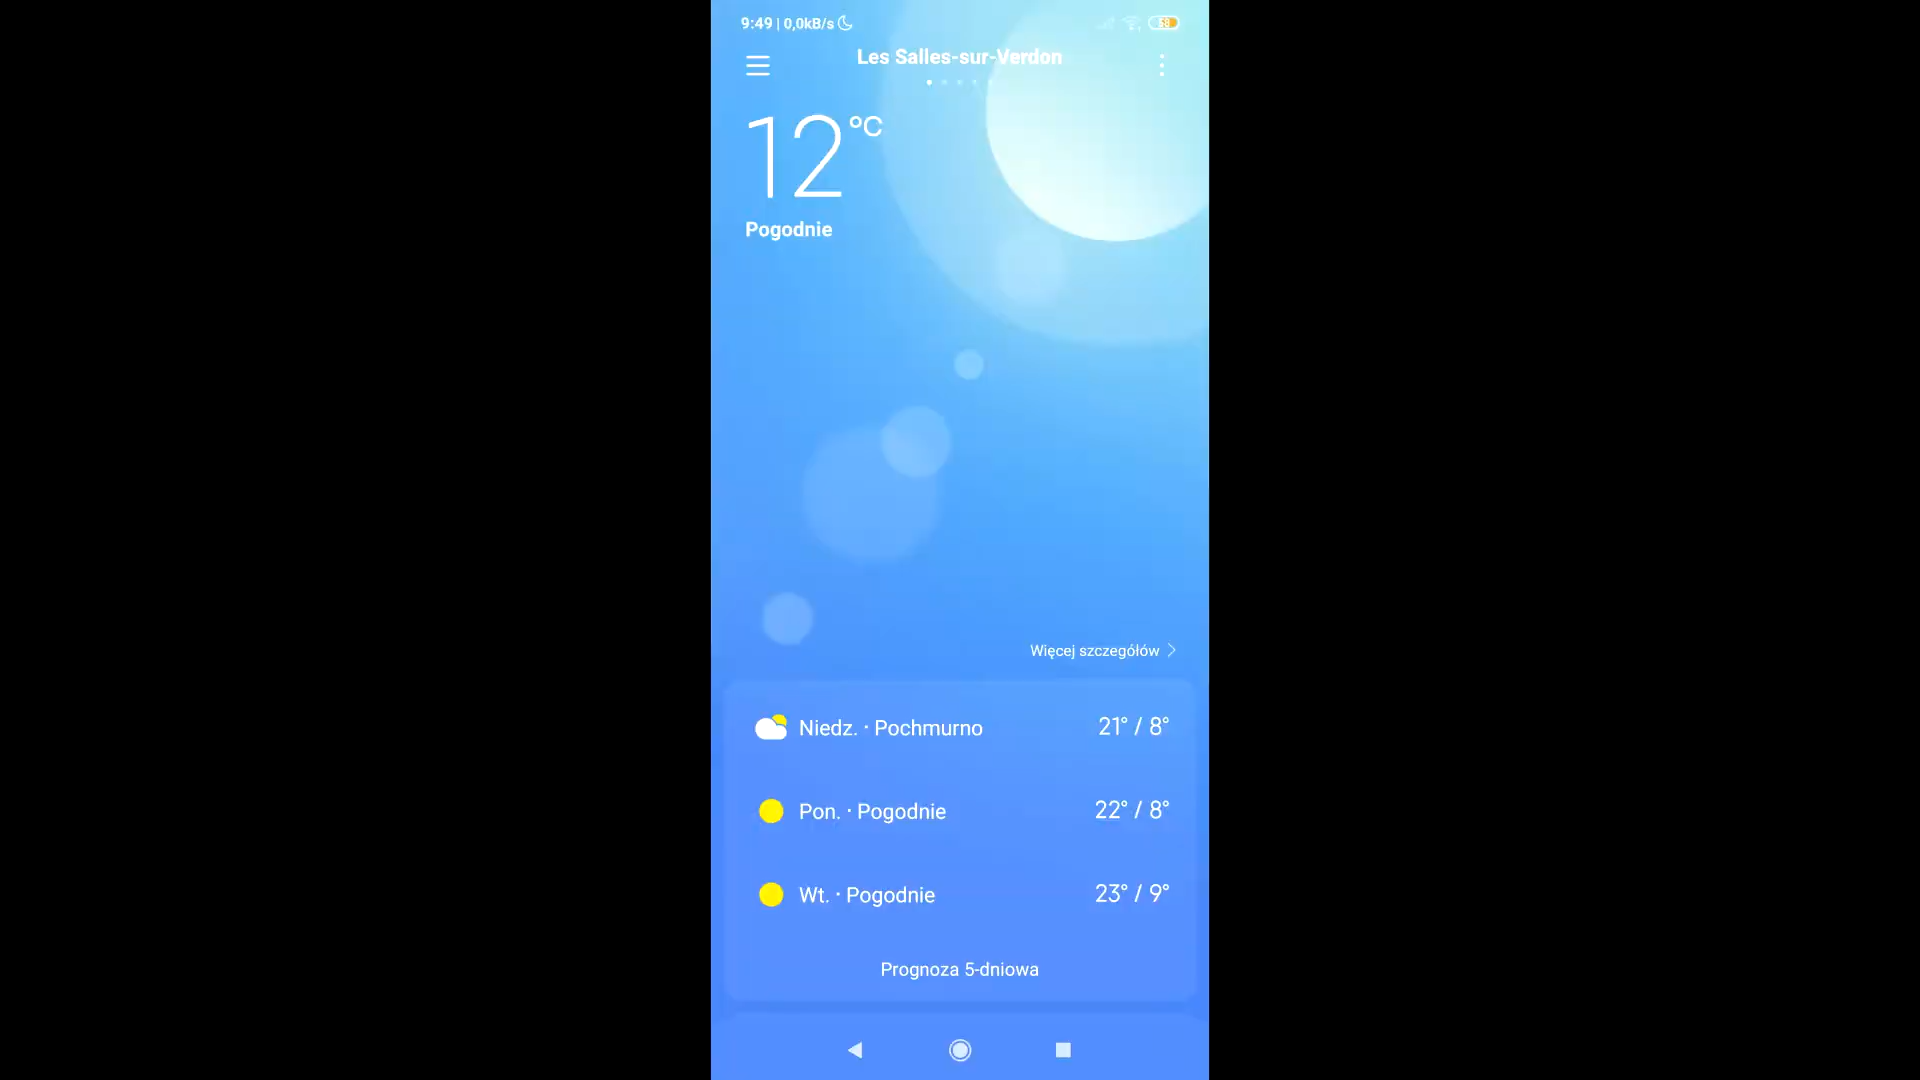 9:49 | 0,0kB/s
58
Les Salles-sur-Verdon
12 °C
Pogodnie
Więcej szczegółów
Niedz. · Pochmurno 21° / 8°
Pon. · Pogodnie 22° / 8°
Wt. · Pogodnie 23° / 9°
Prognoza 5-dniowa